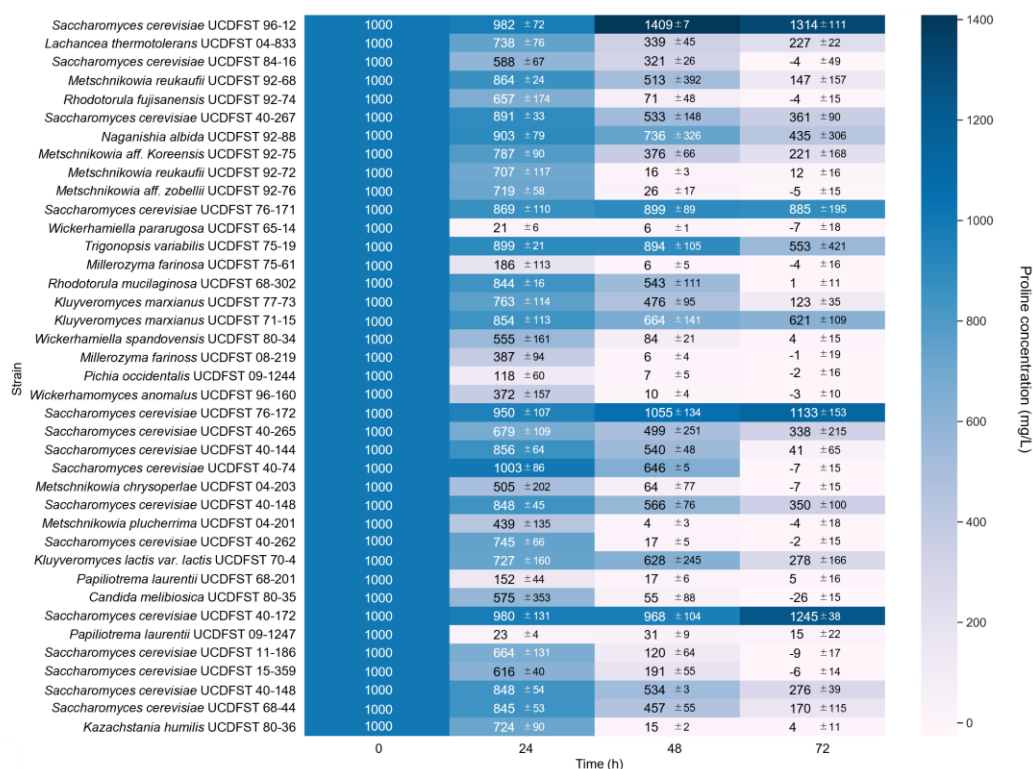 Saccharomyces cerevisiae UCDFST 96-12 1000 982 ±72 1409 ±7 1314 ±111
Lachancea thermotolerans UCDFST 04-833 1000 738 ±76 339 ±45 227 ±22
Saccharomyces cerevisiae UCDFST 84-16 1000 588 ±67 321 ±26 -4 ±49
Metschnikowia reukaufii UCDFST 92-68 1000 864 ±24 513 ±392 147 ±157
Rhodotorula fujisanensis UCDFST 92-74 1000 657 ±174 71 ±48 -4 ±15
Saccharomyces cerevisiae UCDFST 40-267 1000 891 ±33 533 ±148 361 ±90
Naganishia albida UCDFST 92-88 1000 903 ±79 736 ±326 435 ±306
Metschnikowia aff. Koreensis UCDFST 92-75 1000 787 ±90 376 ±66 221 ±168
Metschnikowia reukaufii UCDFST 92-72 1000 707 ±117 16 ±3 12 ±16
Metschnikowia aff. zobellii UCDFST 92-76 1000 719 ±58 26 ±17 -5 ±15
Saccharomyces cerevisiae UCDFST 76-171 1000 869 ±110 899 ±89 885 ±195
Wickerhamiella pararugosa UCDFST 65-14 1000 21 ±6 6 ±1 -7 ±18
Trigonopsis variabilis UCDFST 75-19 1000 899 ±21 894 ±105 553 ±421
Millerozyma farinosa UCDFST 75-61 1000 186 ±113 6 ±5 -4 ±16
Rhodotorula mucilaginosa UCDFST 68-302 1000 844 ±16 543 ±111 1 ±11
Kluyveromyces marxianus UCDFST 77-73 1000 763 ±114 476 ±95 123 ±35
Kluyveromyces marxianus UCDFST 71-15 1000 854 ±113 664 ±141 621 ±109
Wickerhamiella spandovensis UCDFST 80-34 1000 555 ±161 84 ±21 4 ±15
Millerozyma farinoss UCDFST 08-219 1000 387 ±94 6 ±4 -1 ±19
Pichia occidentalis UCDFST 09-1244 1000 118 ±60 7 ±5 -2 ±16
Wickerhamomyces anomalus UCDFST 96-160 1000 372 ±157 10 ±4 -3 ±10
Saccharomyces cerevisiae UCDFST 76-172 1000 950 ±107 1055 ±134 1133 ±153
Saccharomyces cerevisiae UCDFST 40-265 1000 679 ±109 499 ±251 338 ±215
Saccharomyces cerevisiae UCDFST 40-144 1000 856 ±64 540 ±48 41 ±65
Saccharomyces cerevisiae UCDFST 40-74 1000 1003 ±86 646 ±5 -7 ±15
Metschnikowia chrysoperlae UCDFST 04-203 1000 505 ±202 64 ±77 -7 ±15
Saccharomyces cerevisiae UCDFST 40-148 1000 848 ±45 566 ±76 350 ±100
Metschnikowia plucherrima UCDFST 04-201 1000 439 ±135 4 ±3 -4 ±18
Saccharomyces cerevisiae UCDFST 40-262 1000 745 ±66 17 ±5 -2 ±15
Kluyveromyces lactis var. lactis UCDFST 70-4 1000 727 ±160 628 ±245 278 ±166
Papiliotrema laurentii UCDFST 68-201 1000 152 ±44 17 ±6 5 ±16
Candida melibiosica UCDFST 80-35 1000 575 ±353 55 ±88 -26 ±15
Saccharomyces cerevisiae UCDFST 40-172 1000 980 ±131 968 ±104 1245 ±38
Papiliotrema laurentii UCDFST 09-1247 1000 23 ±4 31 ±9 15 ±22
Saccharomyces cerevisiae UCDFST 11-186 1000 664 ±131 120 ±64 -9 ±17
Saccharomyces cerevisiae UCDFST 15-359 1000 616 ±40 191 ±55 -6 ±14
Saccharomyces cerevisiae UCDFST 40-148 1000 848 ±54 534 ±3 276 ±39
Saccharomyces cerevisiae UCDFST 68-44 1000 845 ±53 457 ±55 170 ±115
Kazachstania humilis UCDFST 80-36 1000 724 ±90 15 ±2 4 ±11
0 24 48 72
Time (h)
Strain
1400
1200
1000
800
600
400
200
0
Proline concentration (mg/L)